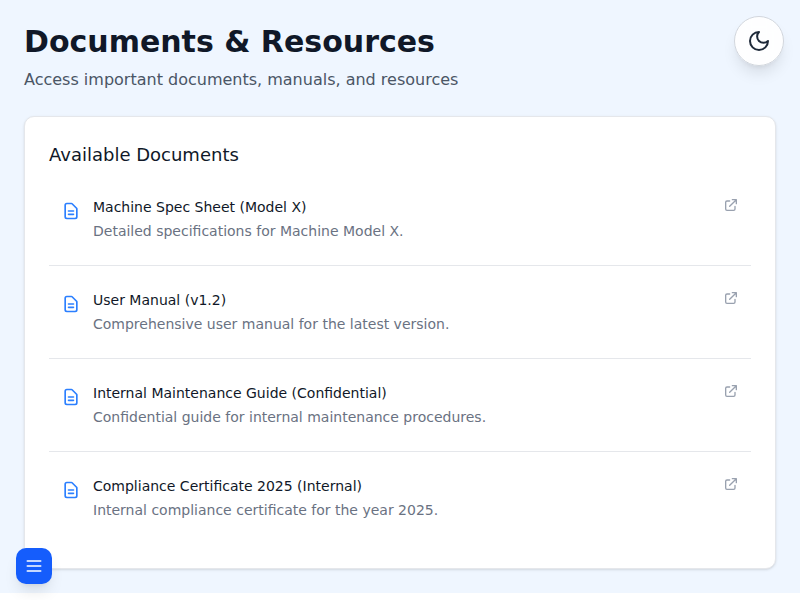 Documents & Resources
Access important documents, manuals, and resources
Available Documents
Machine Spec Sheet (Model X)
Detailed specifications for Machine Model X.
User Manual (v1.2)
Comprehensive user manual for the latest version.
Internal Maintenance Guide (Confidential)
Confidential guide for internal maintenance procedures.
Compliance Certificate 2025 (Internal)
Internal compliance certificate for the year 2025.